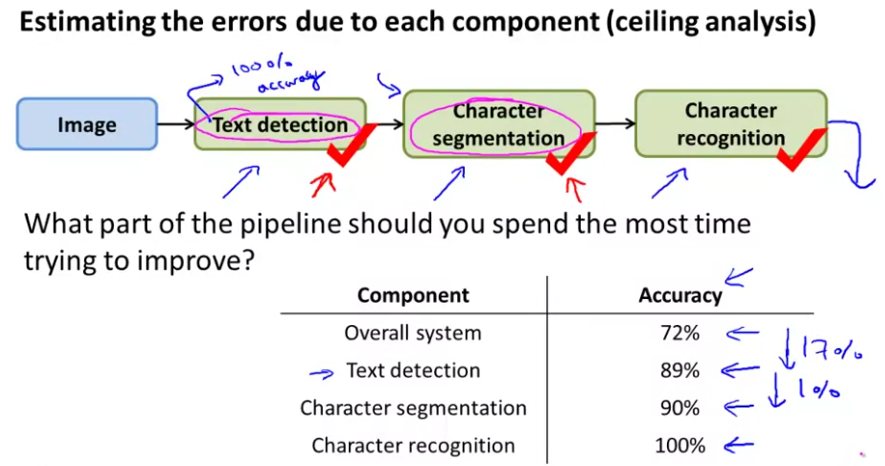 Estimating the errors due to each component (ceiling analysis)
100%
accuracy
Image
Text detection
Character
segmentation
Character
recognition
What part of the pipeline should you spend the most time
trying to improve?
Component Accuracy
Overall system 72%
17%
Text detection 89%
1%
Character segmentation 90%
Character recognition 100%